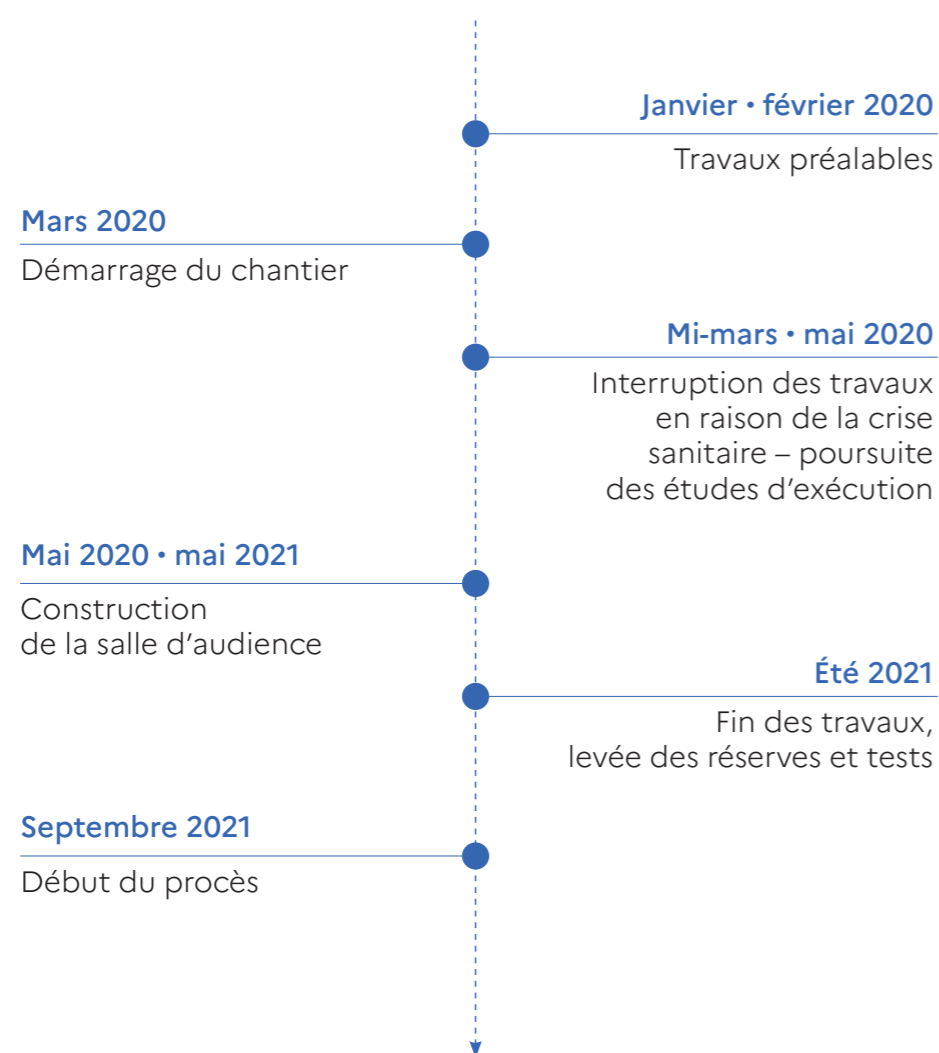 Janvier • février 2020
Travaux préalables
Mars 2020
Démarrage du chantier
Mi-mars • mai 2020
Interruption des travaux
en raison de la crise
sanitaire – poursuite
des études d’exécution
Mai 2020 • mai 2021
Construction
de la salle d’audience
Été 2021
Fin des travaux,
levée des réserves et tests
Septembre 2021
Début du procès